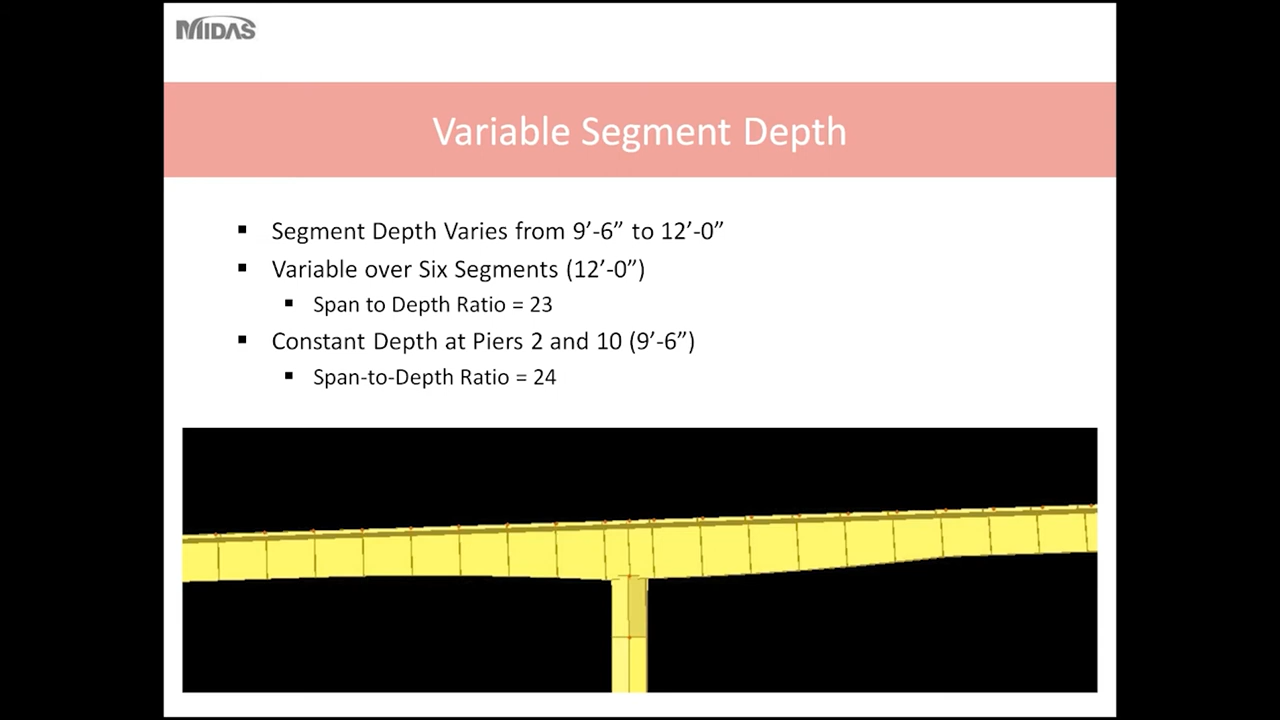 MIDAS
Variable Segment Depth
▪ Segment Depth Varies from 9’-6” to 12’-0”
▪ Variable over Six Segments (12’-0”)
▪ Span to Depth Ratio = 23
▪ Constant Depth at Piers 2 and 10 (9’-6”)
▪ Span-to-Depth Ratio = 24